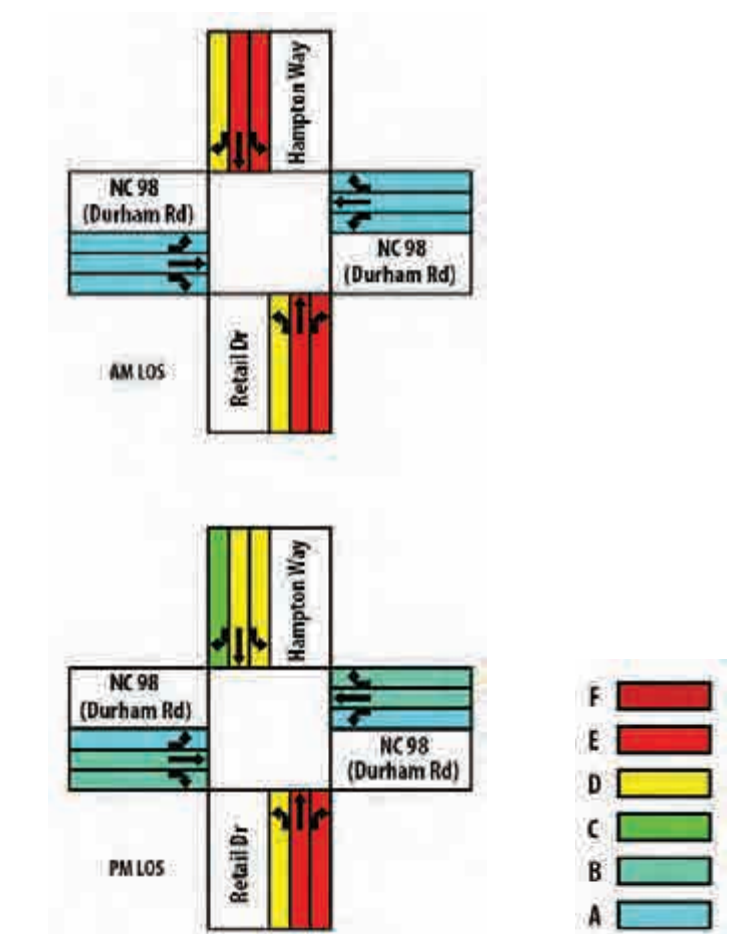 Hampton Way
NC 98
(Durham Rd)
NC 98
(Durham Rd)
Retail Dr
AM LOS
Hampton Way
NC 98
(Durham Rd)
NC 98
(Durham Rd)
Retail Dr
PM LOS
F
E
D
C
B
A